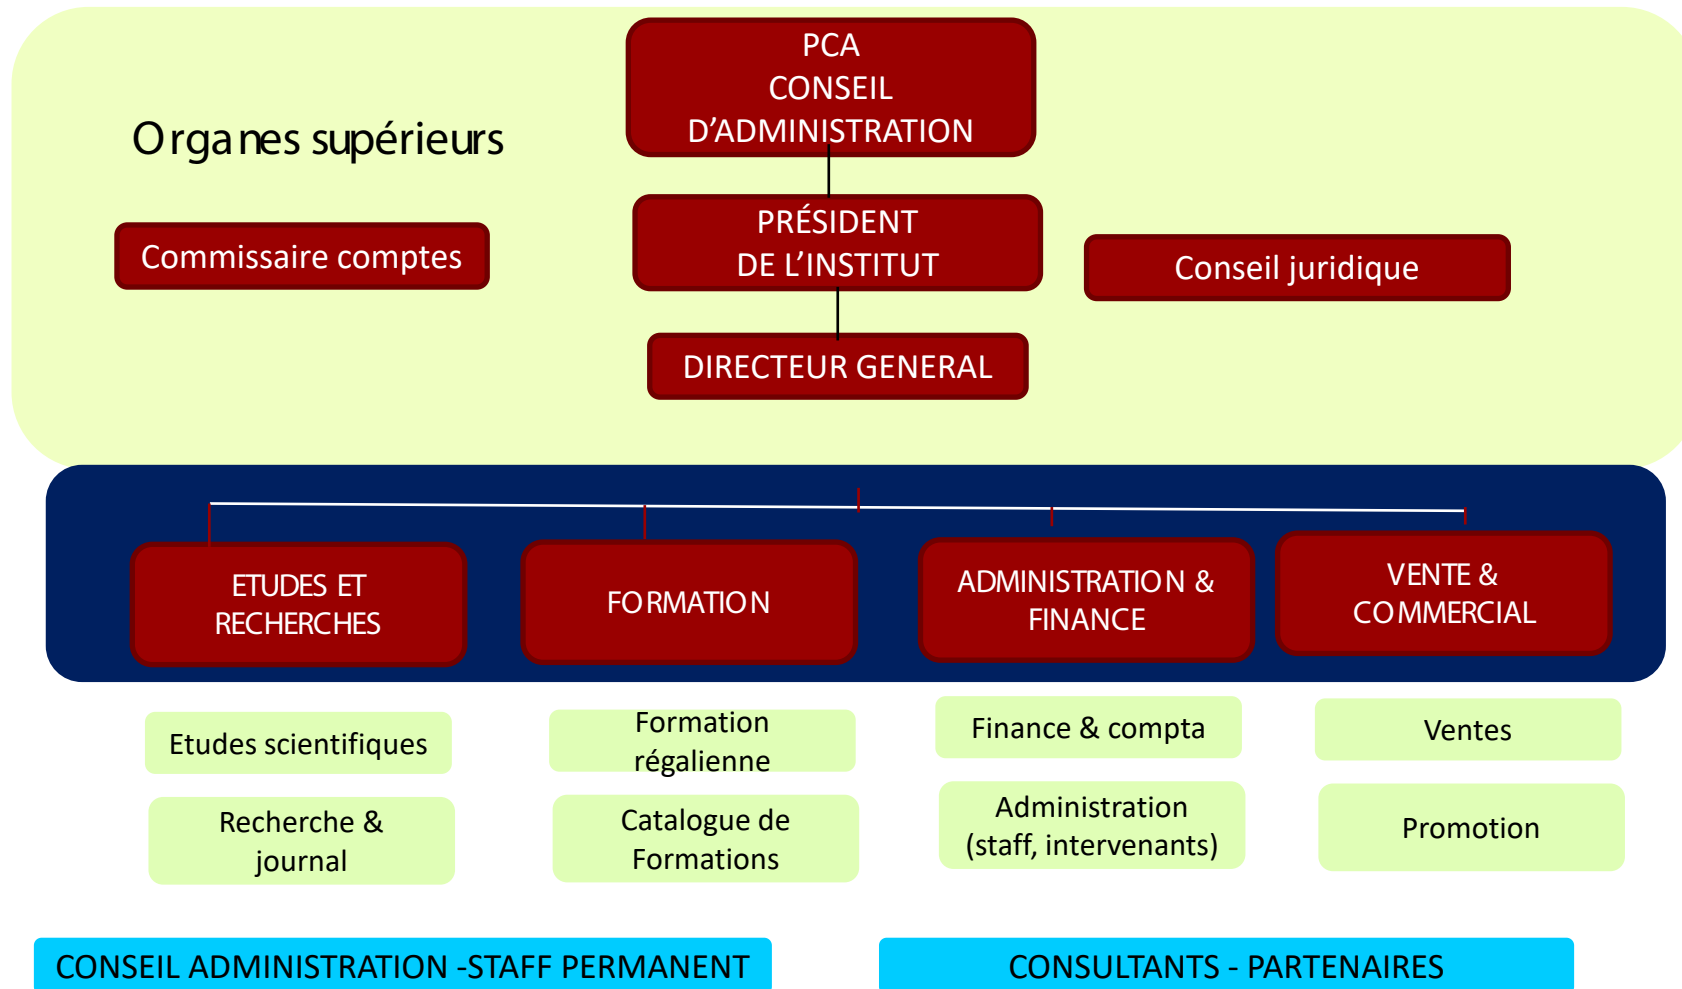 PCA
CONSEIL
D’ADMINISTRATION
Organes supérieurs
PRÉSIDENT
DE L’INSTITUT
Commissaire comptes
Conseil juridique
DIRECTEUR GENERAL
ETUDES ET
RECHERCHES
FORMATION
ADMINISTRATION &
FINANCE
VENTE &
COMMERCIAL
Etudes scientifiques
Formation
régalienne
Finance & compta
Ventes
Recherche &
journal
Catalogue de
Formations
Administration
(staff, intervenants)
Promotion
CONSEIL ADMINISTRATION -STAFF PERMANENT
CONSULTANTS - PARTENAIRES